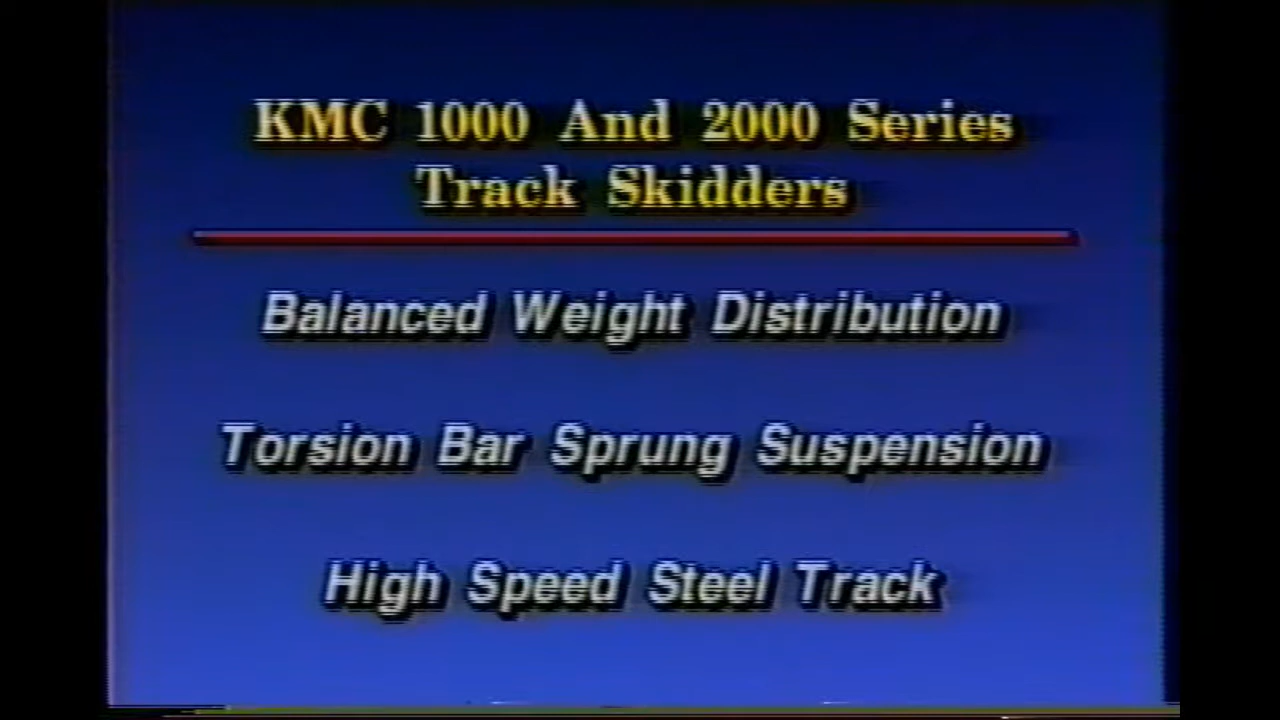 KMC 1000 And 2000 Series
Track Skidders
Balanced Weight Distribution
Torsion Bar Sprung Suspension
High Speed Steel Track